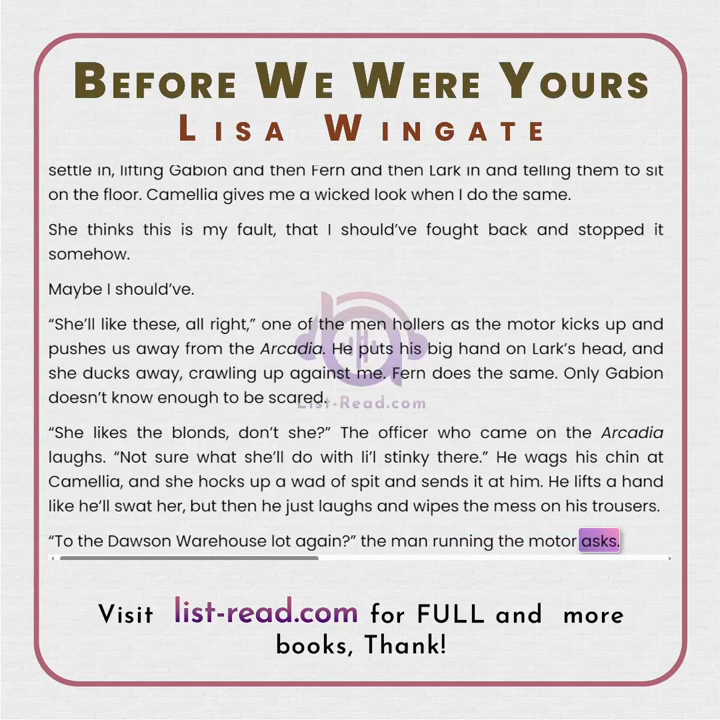 BEFORE WE WERE YOURS
LISA WINGATE
settle in, lifting Gabion and then Fern and then Lark in and telling them to sit
on the floor. Camellia gives me a wicked look when I do the same.
She thinks this is my fault, that I should’ve fought back and stopped it
somehow.
Maybe I should’ve.
“She’ll like these, all right,” one of the men hollers as the motor kicks up and
pushes us away from the Arcadia. He puts his big hand on Lark’s head, and
she ducks away, crawling up against me. Fern does the same. Only Gabion
doesn’t know enough to be scared.
List-Read.com
“She likes the blonds, don’t she?” The officer who came on the Arcadia
laughs. “Not sure what she’ll do with li’l stinky there.” He wags his chin at
Camellia, and she hocks up a wad of spit and sends it at him. He lifts a hand
like he’ll swat her, but then he just laughs and wipes the mess on his trousers.
“To the Dawson Warehouse lot again?” the man running the motor asks.
Visit list-read.com for FULL and more
books, Thank!